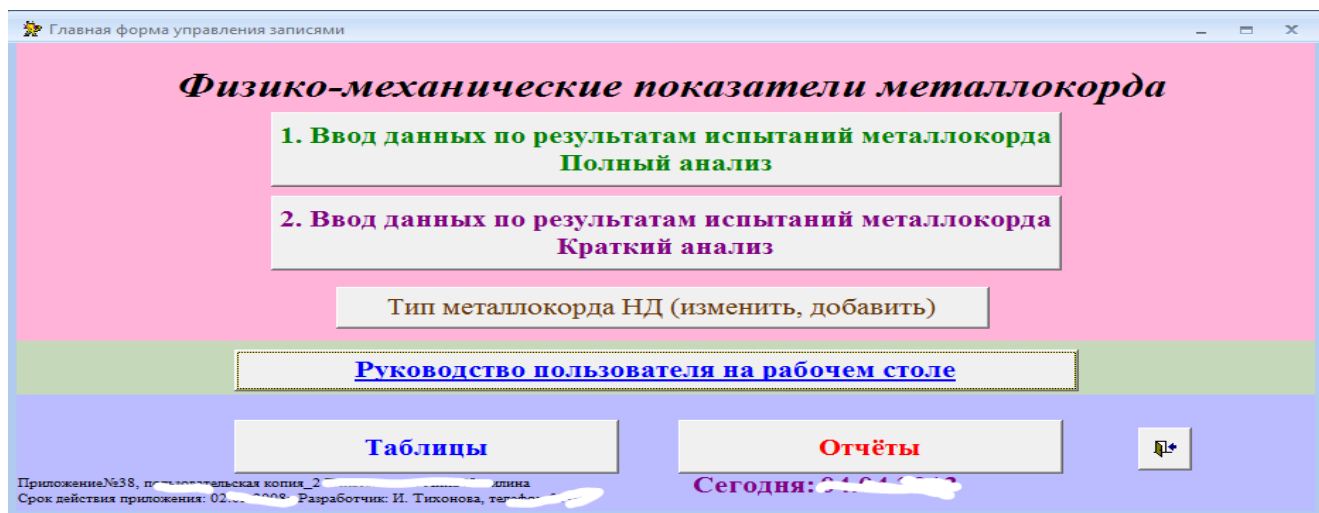 Главная форма управления записями
Физико-механические показатели металлокорда
1. Ввод данных по результатам испытаний металлокорда
Полный анализ
2. Ввод данных по результатам испытаний металлокорда
Краткий анализ
Тип металлокорда НД (изменить, добавить)
Руководство пользователя на рабочем столе
Таблицы
Отчёты
Приложение№38, копия_2
Срок действия приложения: Разработчик: И. Тихонова,
Сегодня: